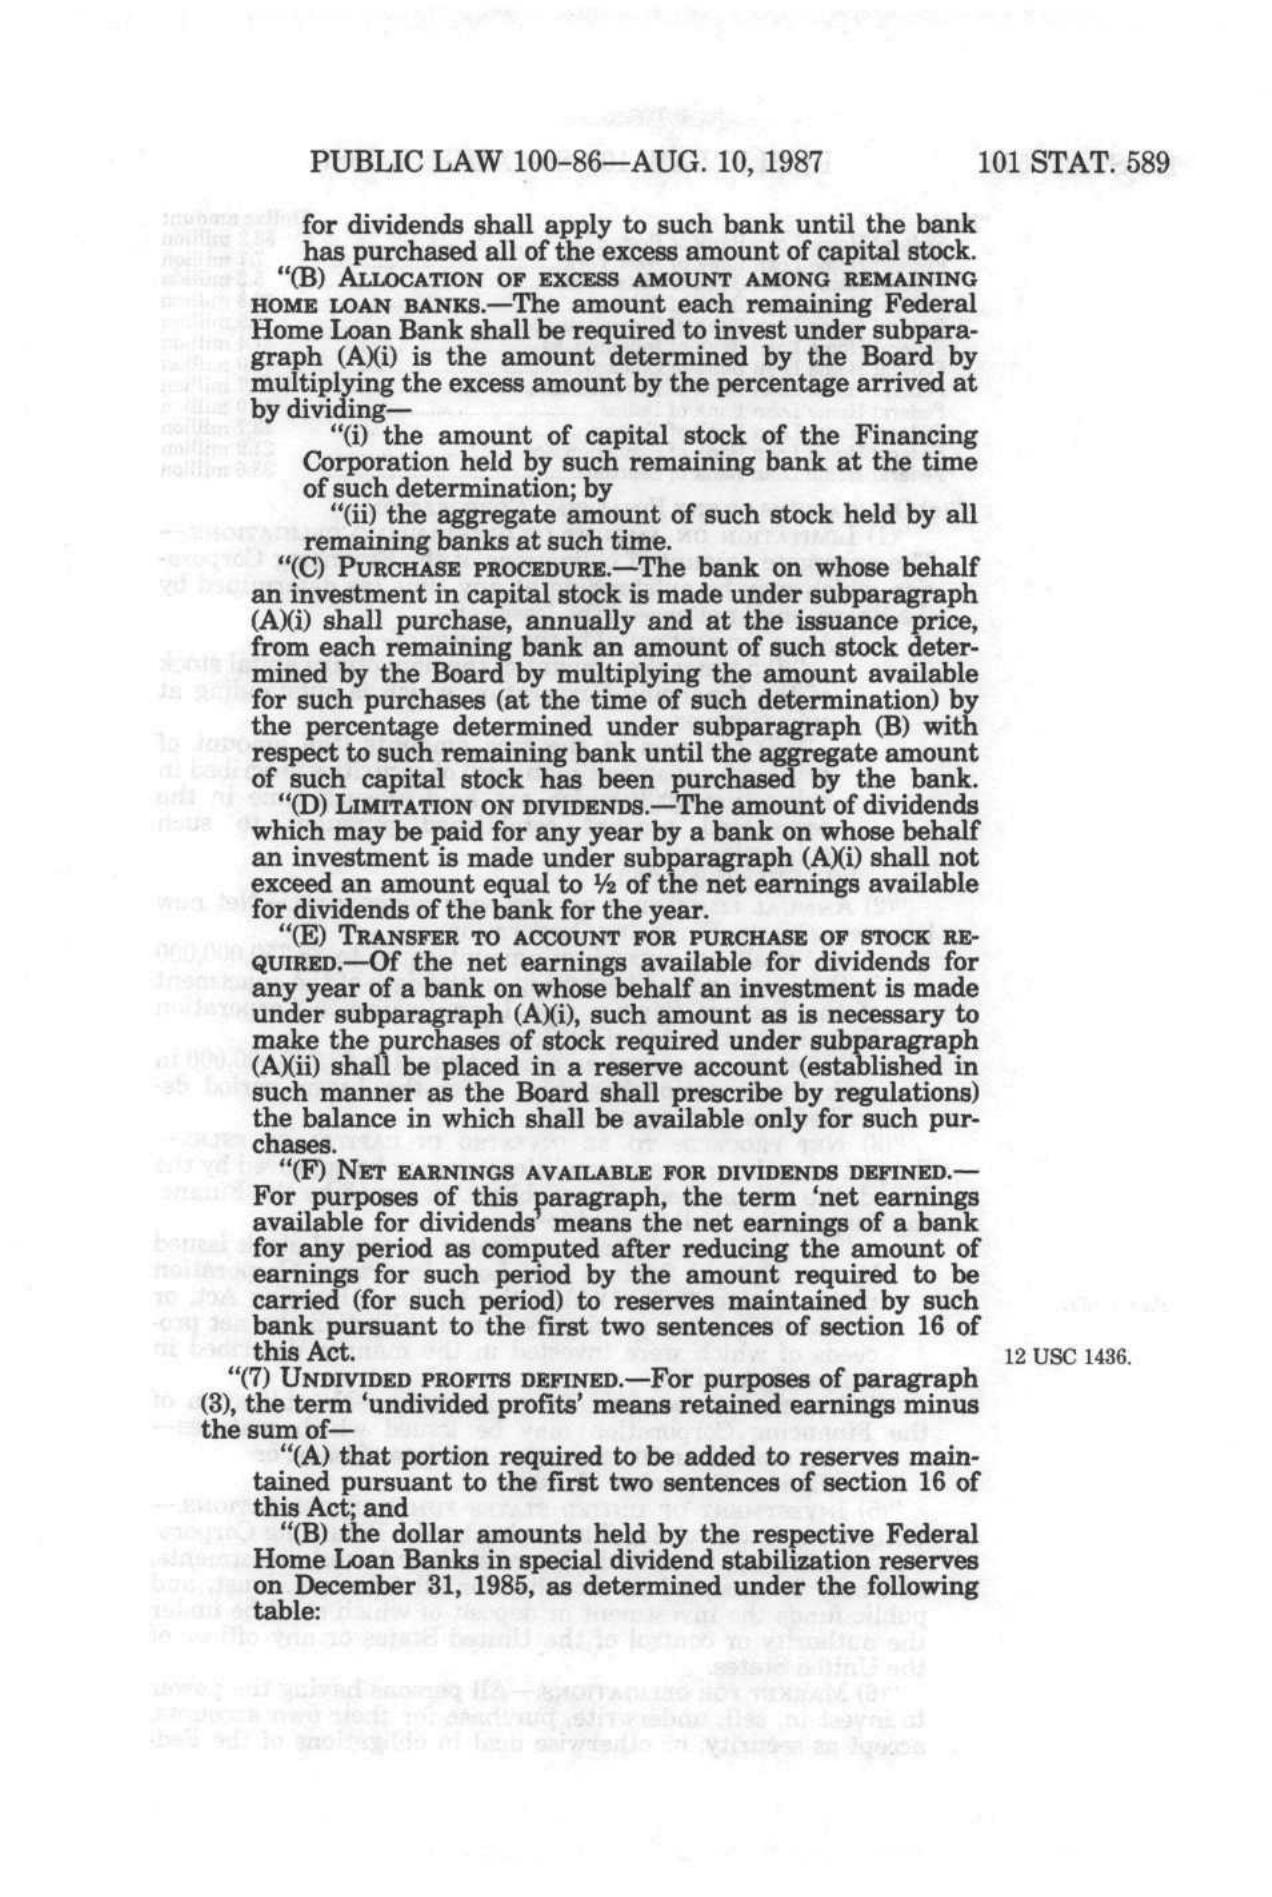 PUBLIC LAW 100–86—AUG. 10, 1987 101 STAT. 589
for dividends shall apply to such bank until the bank
has purchased all of the excess amount of capital stock.
“(B) ALLOCATION OF EXCESS AMOUNT AMONG REMAINING
HOME LOAN BANKS.—The amount each remaining Federal
Home Loan Bank shall be required to invest under subpara-
graph (A)(i) is the amount determined by the Board by
multiplying the excess amount by the percentage arrived at
by dividing—
“(i) the amount of capital stock of the Financing
Corporation held by such remaining bank at the time
of such determination; by
“(ii) the aggregate amount of such stock held by all
remaining banks at such time.
“(C) PURCHASE PROCEDURE.—The bank on whose behalf
an investment in capital stock is made under subparagraph
(A)(i) shall purchase, annually and at the issuance price,
from each remaining bank an amount of such stock deter-
mined by the Board by multiplying the amount available
for such purchases (at the time of such determination) by
the percentage determined under subparagraph (B) with
respect to such remaining bank until the aggregate amount
of such capital stock has been purchased by the bank.
“(D) LIMITATION ON DIVIDENDS.—The amount of dividends
which may be paid for any year by a bank on whose behalf
an investment is made under subparagraph (A)(i) shall not
exceed an amount equal to ½ of the net earnings available
for dividends of the bank for the year.
“(E) TRANSFER TO ACCOUNT FOR PURCHASE OF STOCK RE-
QUIRED.—Of the net earnings available for dividends for
any year of a bank on whose behalf an investment is made
under subparagraph (A)(i), such amount as is necessary to
make the purchases of stock required under subparagraph
(A)(ii) shall be placed in a reserve account (established in
such manner as the Board shall prescribe by regulations)
the balance in which shall be available only for such pur-
chases.
“(F) NET EARNINGS AVAILABLE FOR DIVIDENDS DEFINED.—
For purposes of this paragraph, the term ‘net earnings
available for dividends’ means the net earnings of a bank
for any period as computed after reducing the amount of
earnings for such period by the amount required to be
carried (for such period) to reserves maintained by such
bank pursuant to the first two sentences of section 16 of
this Act. 12 USC 1436.
“(7) UNDIVIDED PROFITS DEFINED.—For purposes of paragraph
(3), the term ‘undivided profits’ means retained earnings minus
the sum of—
“(A) that portion required to be added to reserves main-
tained pursuant to the first two sentences of section 16 of
this Act; and
“(B) the dollar amounts held by the respective Federal
Home Loan Banks in special dividend stabilization reserves
on December 31, 1985, as determined under the following
table: